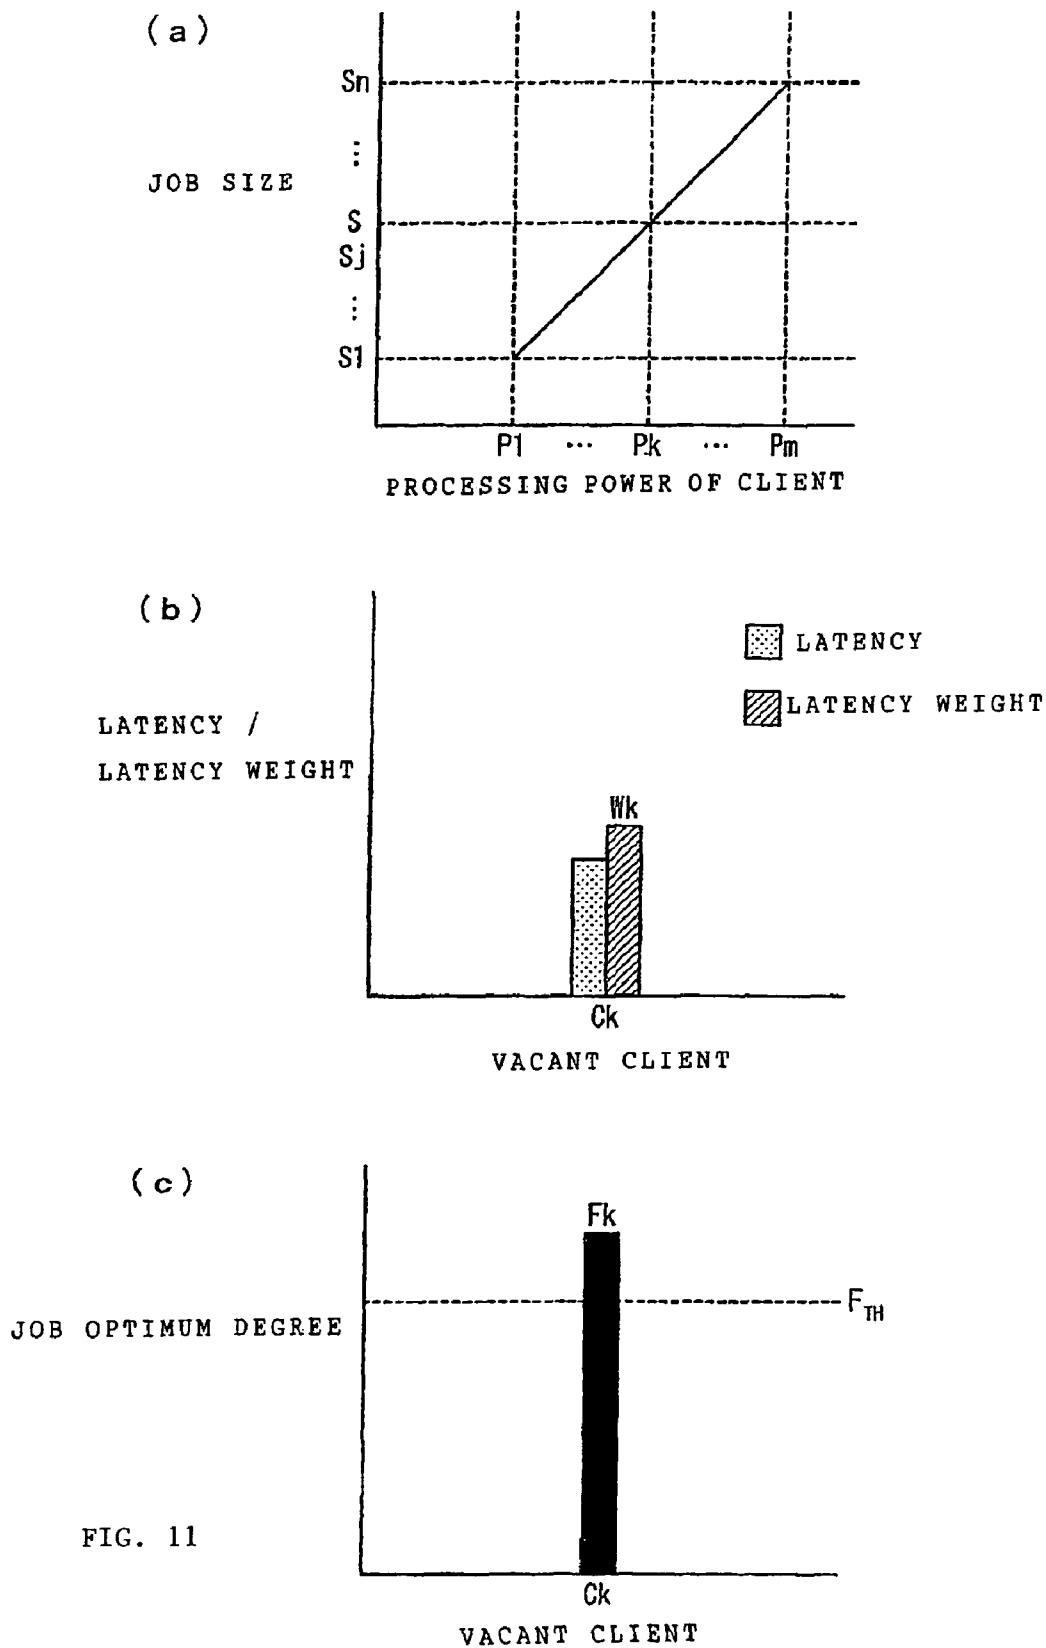 (a)
Sn
⋮
JOB SIZE
S
Sj
⋮
S1
P1 ... Pk ... Pm
PROCESSING POWER OF CLIENT
(b)
LATENCY
LATENCY WEIGHT
LATENCY /
LATENCY WEIGHT
Wk
Ck
VACANT CLIENT
(c)
Fk
FTH
JOB OPTIMUM DEGREE
FIG. 11
Ck
VACANT CLIENT